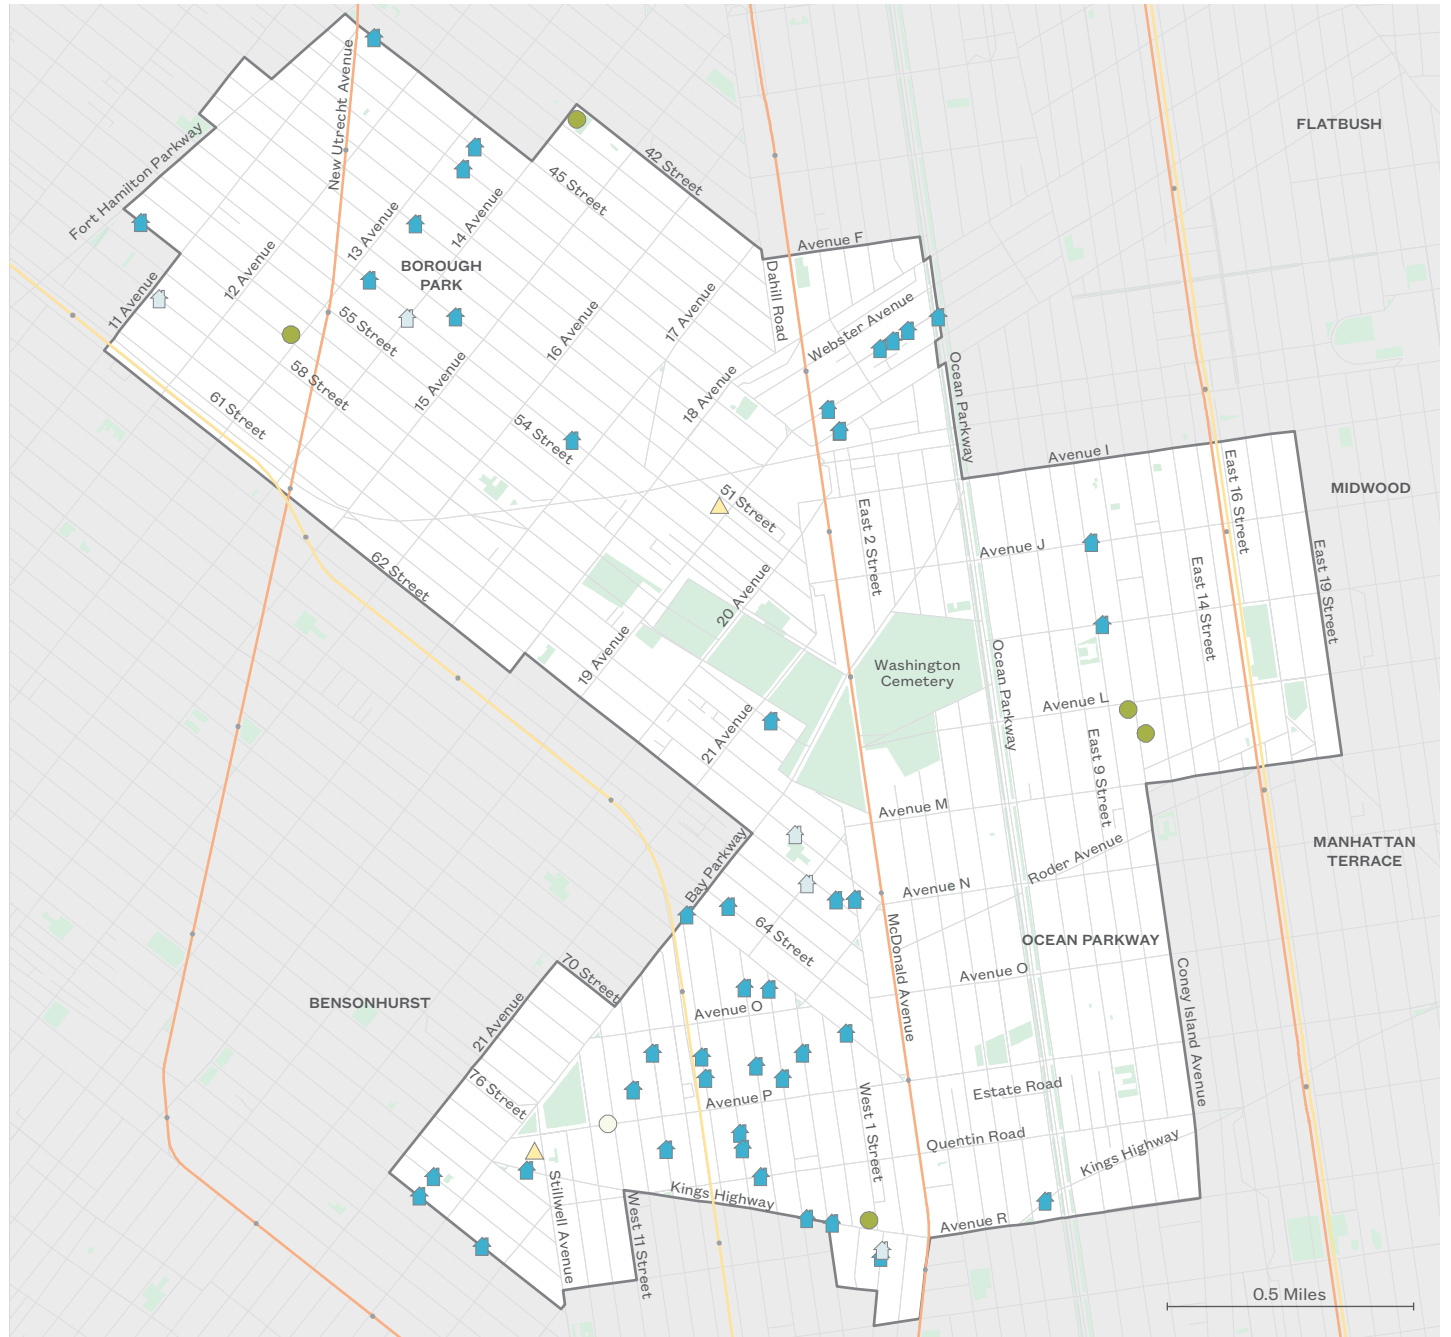 FLATBUSH
New Utrecht Avenue
Fort Hamilton Parkway
42 Street
45 Street
14 Avenue
13 Avenue
Avenue F
12 Avenue
BOROUGH
PARK
11 Avenue
Dahill Road
17 Avenue
Webster Avenue
55 Street
16 Avenue
58 Street
15 Avenue
18 Avenue
Ocean Parkway
61 Street
54 Street
Avenue I
East 16 Street
MIDWOOD
51 Street
East 2 Street
Avenue J
62 Street
20 Avenue
East 14 Street
East 19 Street
19 Avenue
Washington
Cemetery
Ocean Parkway
Avenue L
21 Avenue
East 9 Street
Avenue M
MANHATTAN
TERRACE
Bay Parkway
Roder Avenue
Avenue N
64 Street
McDonald Avenue
OCEAN PARKWAY
70 Street
Avenue O
BENSONHURST
Avenue O
21 Avenue
Coney Island Avenue
76 Street
Avenue P
West 1 Street
Estate Road
Quentin Road
Kings Highway
Stillwell Avenue
Kings Highway
West 11 Street
Avenue R
0.5 Miles